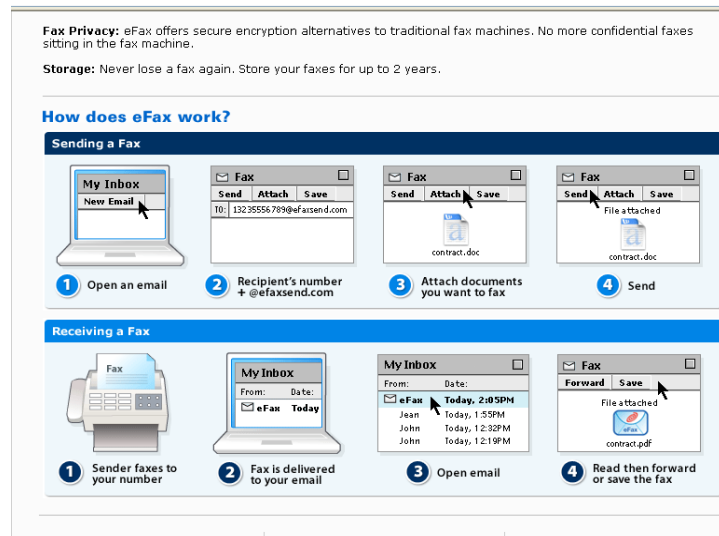 Fax Privacy: eFax offers secure encryption alternatives to traditional fax machines. No more confidential faxes
sitting in the fax machine.
Storage: Never lose a fax again. Store your faxes for up to 2 years.
How does eFax work?
Sending a Fax
My Inbox
New Email
1 Open an email
Fax
Send Attach Save
TO: 13235556789@efaxsend.com
2 Recipient's number
+ @efaxsend.com
Fax
Send Attach Save
a
contract.doc
3 Attach documents
you want to fax
Fax
Send Attach Save
File attached
a
contract.doc
4 Send
Receiving a Fax
Fax
1 Sender faxes to
your number
My Inbox
From: Date:
eFax Today
2 Fax is delivered
to your email
My Inbox
From: Date:
eFax Today, 2:05PM
Jean Today, 1:55PM
John Today, 12:32PM
John Today, 12:19PM
3 Open email
Fax
Forward Save
File attached
eFax
contract.pdf
4 Read then forward
or save the fax